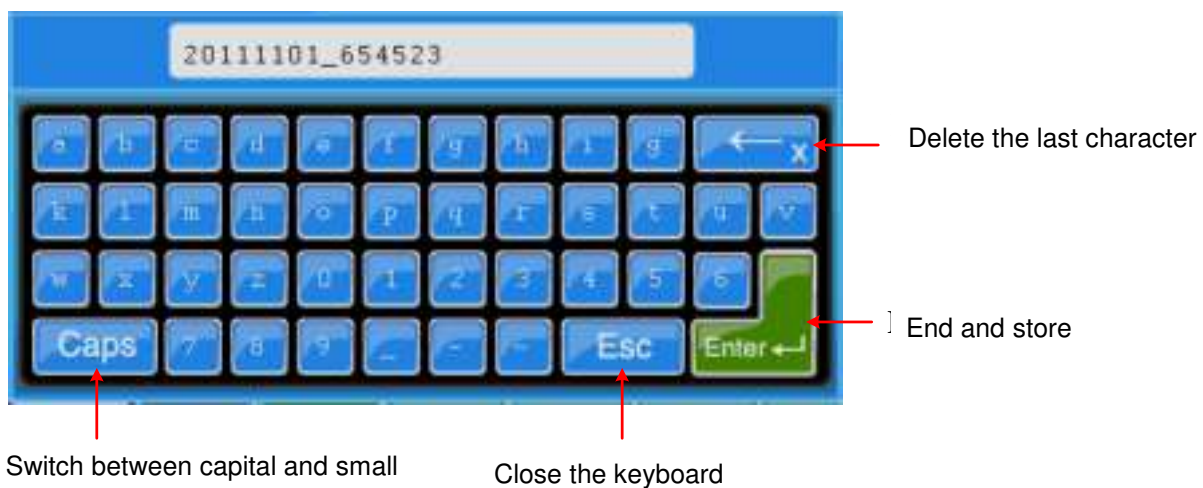 20111101_654523
a b c d e f g h i g ← x
Delete the last character
k l m n o p q r s t u v
w x y z 0 1 2 3 4 5 6
End and store
Caps 7 8 9 _ - ~ Esc Enter
Switch between capital and small
Close the keyboard